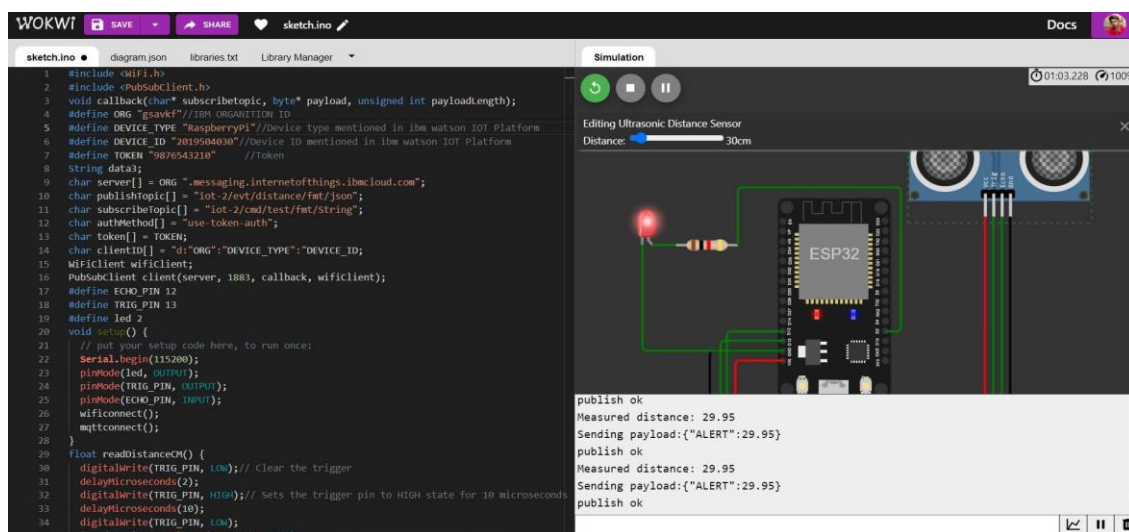 WOKWi SAVE SHARE sketch.ino Docs
sketch.ino diagram.json libraries.txt Library Manager
Simulation
1 #include <WiFi.h>
2 #include <PubSubClient.h>
3 void callback(char* subscribetopic, byte* payload, unsigned int payloadLength);
4 #define ORG "gsavkf"//IBM ORGANITION ID
5 #define DEVICE_TYPE "RaspberryPi"//Device type mentioned in ibm watson IOT Platform
6 #define DEVICE_ID "2019504030"//Device ID mentioned in ibm watson IOT Platform
7 #define TOKEN "9876543210" //Token
8 String data3;
9 char server[] = ORG ".messaging.internetofthings.ibmcloud.com";
10 char publishTopic[] = "iot-2/evt/distance/fmt/json";
11 char subscribeTopic[] = "iot-2/cmd/test/fmt/String";
12 char authMethod[] = "use-token-auth";
13 char token[] = TOKEN;
14 char clientID[] = "d:"ORG":"DEVICE_TYPE":"DEVICE_ID;
15 WiFiClient wifiClient;
16 PubSubClient client(server, 1883, callback, wifiClient);
17 #define ECHO_PIN 12
18 #define TRIG_PIN 13
19 #define led 2
20 void setup() {
21 // put your setup code here, to run once:
22 Serial.begin(115200);
23 pinMode(led, OUTPUT);
24 pinMode(TRIG_PIN, OUTPUT);
25 pinMode(ECHO_PIN, INPUT);
26 wificonnect();
27 mqttconnect();
28 }
29 float readDistanceCM() {
30 digitalWrite(TRIG_PIN, LOW);// Clear the trigger
31 delayMicroseconds(2);
32 digitalWrite(TRIG_PIN, HIGH);// Sets the trigger pin to HIGH state for 10 microseconds
33 delayMicroseconds(10);
34 digitalWrite(TRIG_PIN, LOW);
01:03.228 100%
Editing Ultrasonic Distance Sensor
Distance: 30cm
Vcc
Trig
Echo
Gnd
ESP32
publish ok
Measured distance: 29.95
Sending payload:{"ALERT":29.95}
publish ok
Measured distance: 29.95
Sending payload:{"ALERT":29.95}
publish ok